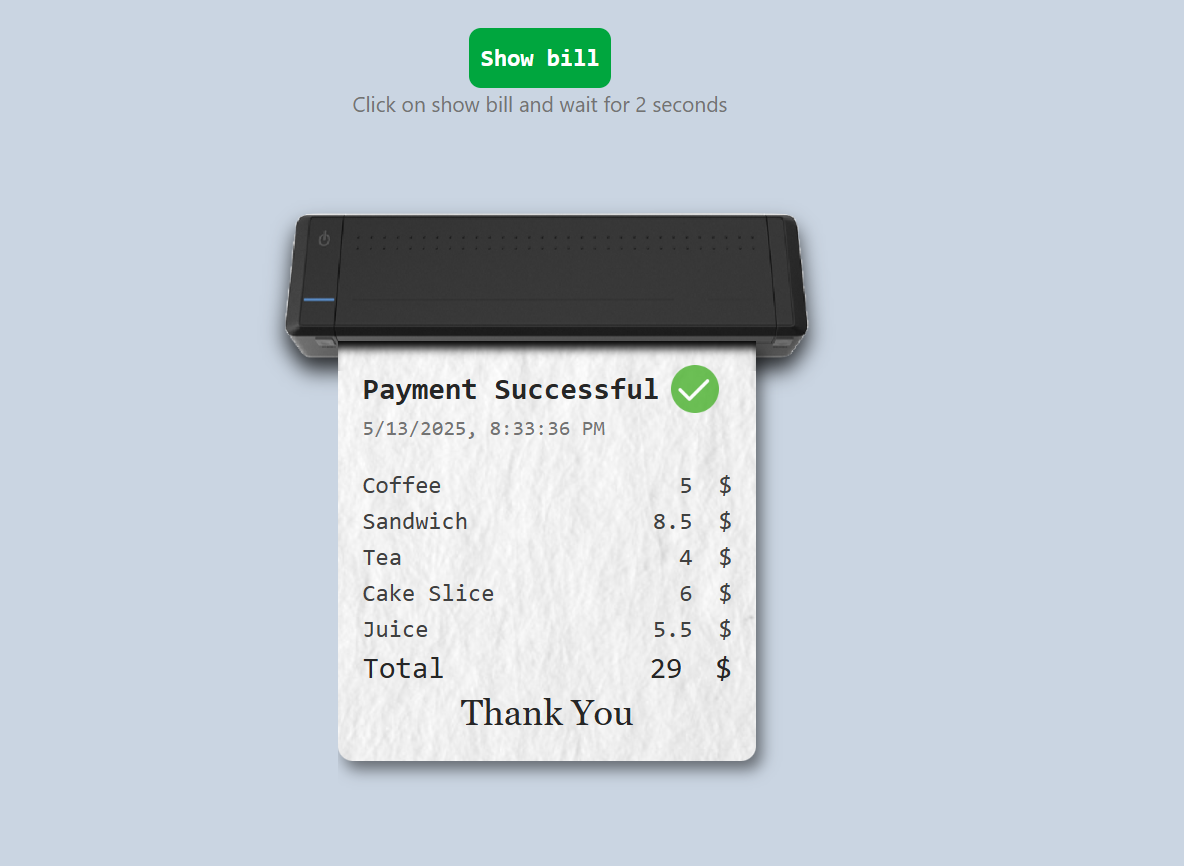 Show bill
Click on show bill and wait for 2 seconds
Payment Successful
5/13/2025, 8:33:36 PM
Coffee 5 $
Sandwich 8.5 $
Tea 4 $
Cake Slice 6 $
Juice 5.5 $
Total 29 $
Thank You